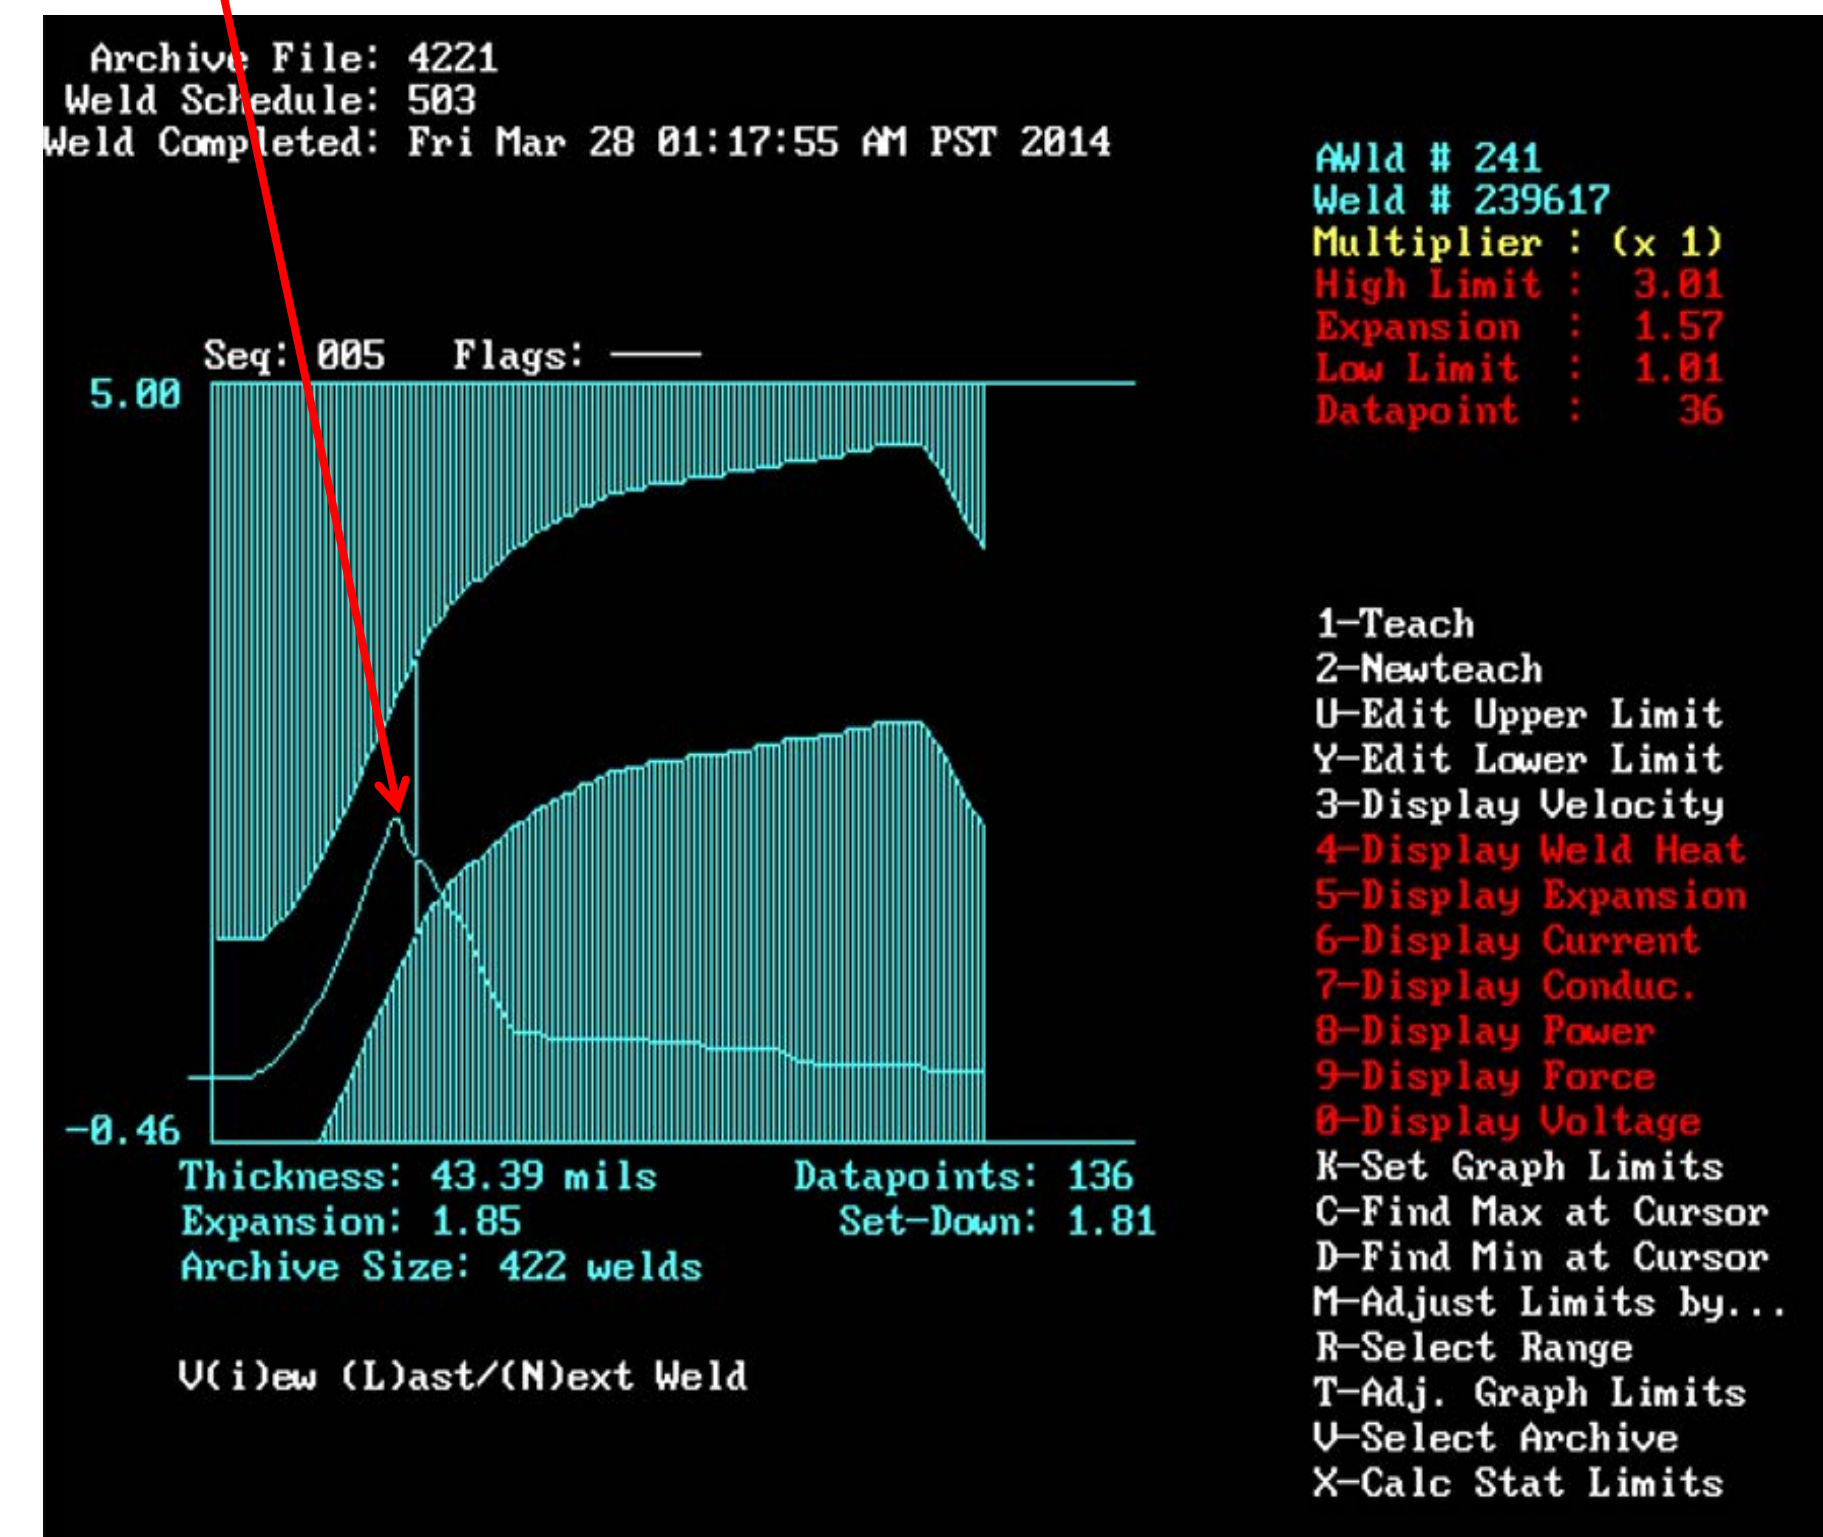 Archive File: 4221
Weld Schedule: 503
Weld Completed: Fri Mar 28 01:17:55 AM PST 2014
AWld # 241
Weld # 239617
Multiplier : (x 1)
High Limit : 3.01
Expansion : 1.57
Low Limit : 1.01
Datapoint : 36
Seq: 005 Flags: ────
5.00
-0.46
Thickness: 43.39 mils Datapoints: 136
Expansion: 1.85 Set-Down: 1.81
Archive Size: 422 welds
V(i)ew (L)ast/(N)ext Weld
1-Teach
2-Newteach
U-Edit Upper Limit
Y-Edit Lower Limit
3-Display Velocity
4-Display Weld Heat
5-Display Expansion
6-Display Current
7-Display Conduc.
8-Display Power
9-Display Force
0-Display Voltage
K-Set Graph Limits
C-Find Max at Cursor
D-Find Min at Cursor
M-Adjust Limits by...
R-Select Range
T-Adj. Graph Limits
V-Select Archive
X-Calc Stat Limits